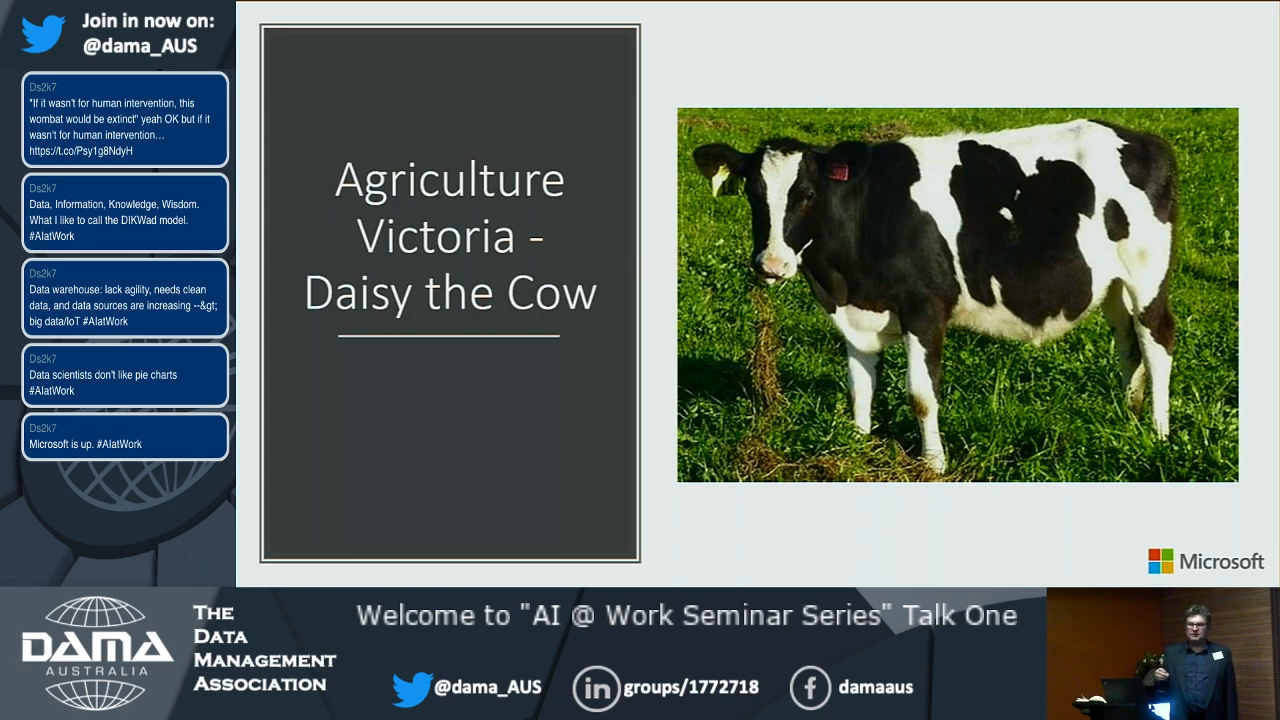 Join in now on:
@dama_AUS
Ds2k7
"If it wasn't for human intervention, this
wombat would be extinct" yeah OK but if it
wasn't for human intervention…
https://t.co/Psy1g8NdyH
Ds2k7
Data, Information, Knowledge, Wisdom.
What I like to call the DIKWad model.
#AIatWork
Ds2k7
Data warehouse: lack agility, needs clean
data, and data sources are increasing --&gt;
big data/IoT #AIatWork
Ds2k7
Data scientists don't like pie charts
#AIatWork
Ds2k7
Microsoft is up. #AIatWork
Agriculture
Victoria -
Daisy the Cow
Microsoft
DAMA
AUSTRALIA
THE
DATA
MANAGEMENT
ASSOCIATION
Welcome to "AI @ Work Seminar Series" Talk One
@dama_AUS
in groups/1772718
f damaaus